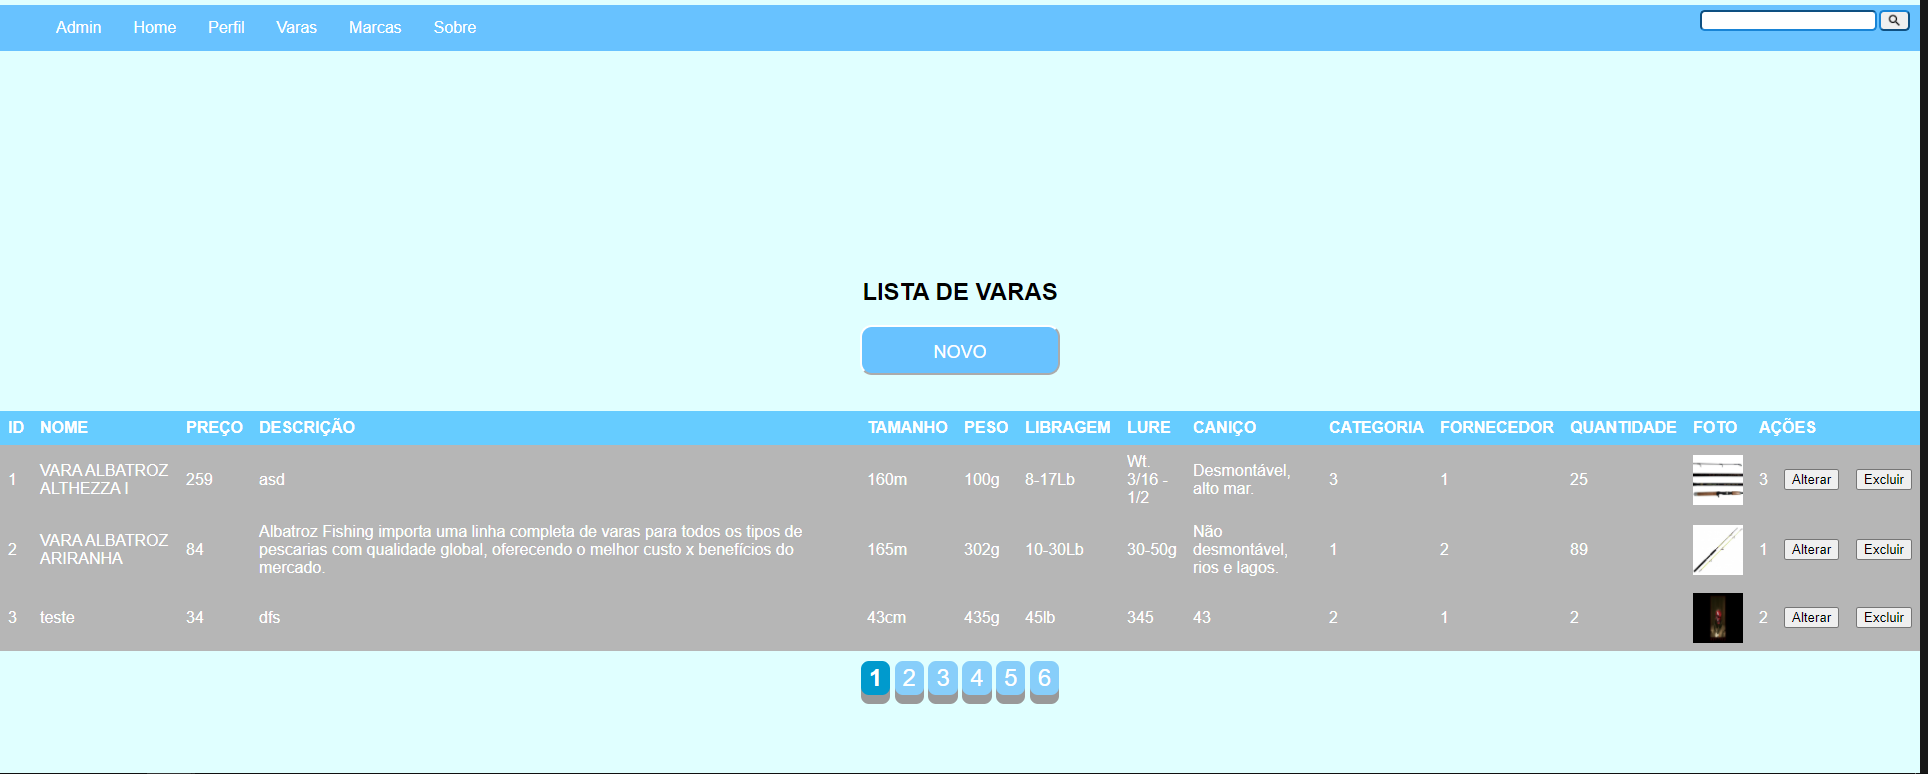 Admin Home Perfil Varas Marcas Sobre
LISTA DE VARAS
NOVO
ID NOME PREÇO DESCRIÇÃO TAMANHO PESO LIBRAGEM LURE CANIÇO CATEGORIA FORNECEDOR QUANTIDADE FOTO AÇÕES
1 VARA ALBATROZ ALTHEZZA I 259 asd 160m 100g 8-17Lb Wt. 3/16 - 1/2 Desmontável, alto mar. 3 1 25 3 Alterar Excluir
2 VARA ALBATROZ ARIRANHA 84 Albatroz Fishing importa uma linha completa de varas para todos os tipos de pescarias com qualidade global, oferecendo o melhor custo x benefícios do mercado. 165m 302g 10-30Lb 30-50g Não desmontável, rios e lagos. 1 2 89 1 Alterar Excluir
3 teste 34 dfs 43cm 435g 45lb 345 43 2 1 2 2 Alterar Excluir
1 2 3 4 5 6